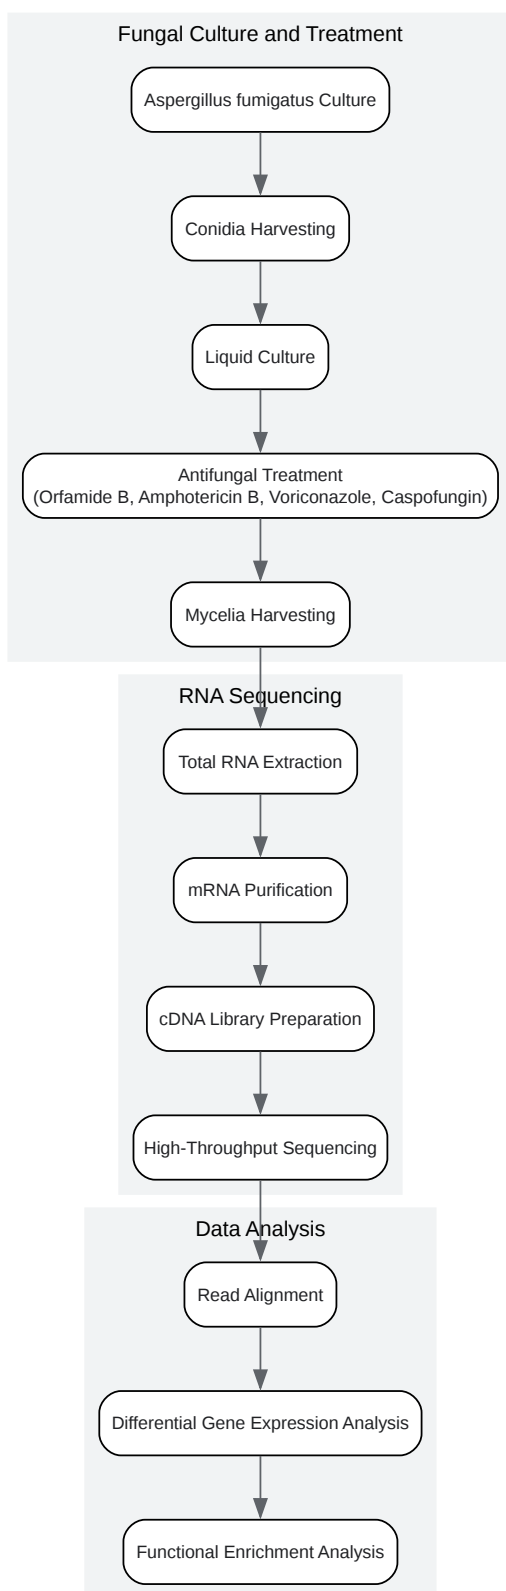 Fungal Culture and Treatment
Aspergillus fumigatus Culture
Conidia Harvesting
Liquid Culture
Antifungal Treatment
(Orfamide B, Amphotericin B, Voriconazole, Caspofungin)
Mycelia Harvesting
RNA Sequencing
Total RNA Extraction
mRNA Purification
cDNA Library Preparation
High-Throughput Sequencing
Data Analysis
Read Alignment
Differential Gene Expression Analysis
Functional Enrichment Analysis